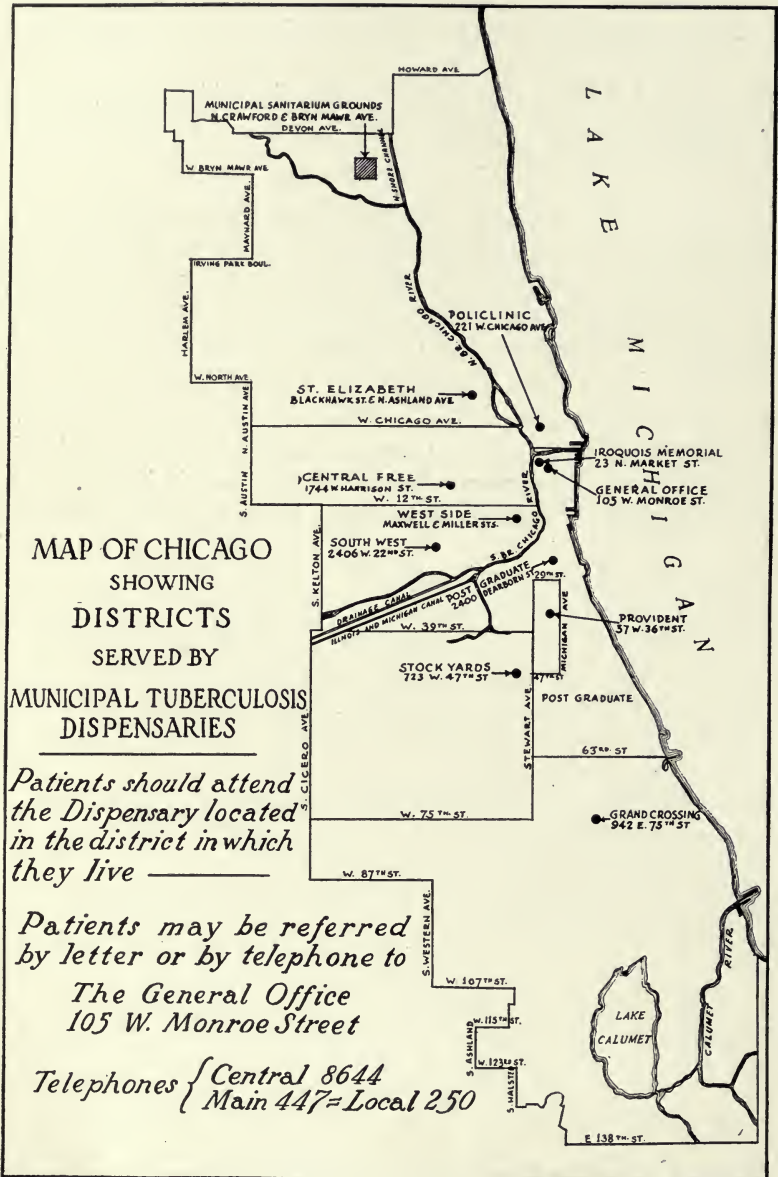 HOWARD AVE
LAKE MICHIGAN
MUNICIPAL SANITARIUM GROUNDS
N. CRAWFORD & BRYN MAWR AVE.
DEVON AVE.
N. SHORE CHANNEL
W. BRYN MAWR AVE
MAYNARD AVE.
IRVING PARK BOUL.
HARLEM AVE.
N. BR. CHICAGO RIVER
POLICLINIC
221 W. CHICAGO AVE
W. NORTH AVE.
ST. ELIZABETH
BLACKHAWK ST. & N. ASHLAND AVE
N. AUSTIN AVE
W. CHICAGO AVE.
S. AUSTIN
IROQUOIS MEMORIAL
23 N. MARKET ST.
GENERAL OFFICE
105 W. MONROE ST.
CENTRAL FREE
1744 W. HARRISON ST.
W. 12TH ST.
WEST SIDE
MAXWELL & MILLER STS.
SOUTH WEST
2406 W. 22ND ST.
S. BR. CHICAGO RIVER
S. KELTON AVE.
POST GRADUATE
2400 DEARBORN ST.
29TH ST.
DRAINAGE CANAL
ILLINOIS AND MICHIGAN CANAL
W. 39TH ST.
MICHIGAN AVE
PROVIDENT
37 W. 36TH ST.
STOCK YARDS
723 W. 47TH ST
47TH ST
POST GRADUATE
STEWART AVE
63RD. ST
S. CICERO AVE
W. 75TH. ST.
GRAND CROSSING
942 E. 75TH ST
W. 87TH ST.
S. WESTERN AVE.
W. 107TH ST.
W. 115TH ST.
S. ASHLAND
W. 123RD ST.
S. HALSTED
LAKE
CALUMET
CALUMET RIVER
E 138TH. ST.
MAP OF CHICAGO
SHOWING
DISTRICTS
SERVED BY
MUNICIPAL TUBERCULOSIS
DISPENSARIES
Patients should attend
the Dispensary located
in the district in which
they live
Patients may be referred
by letter or by telephone to
The General Office
105 W. Monroe Street
Telephones { Central 8644
Main 447=Local 250